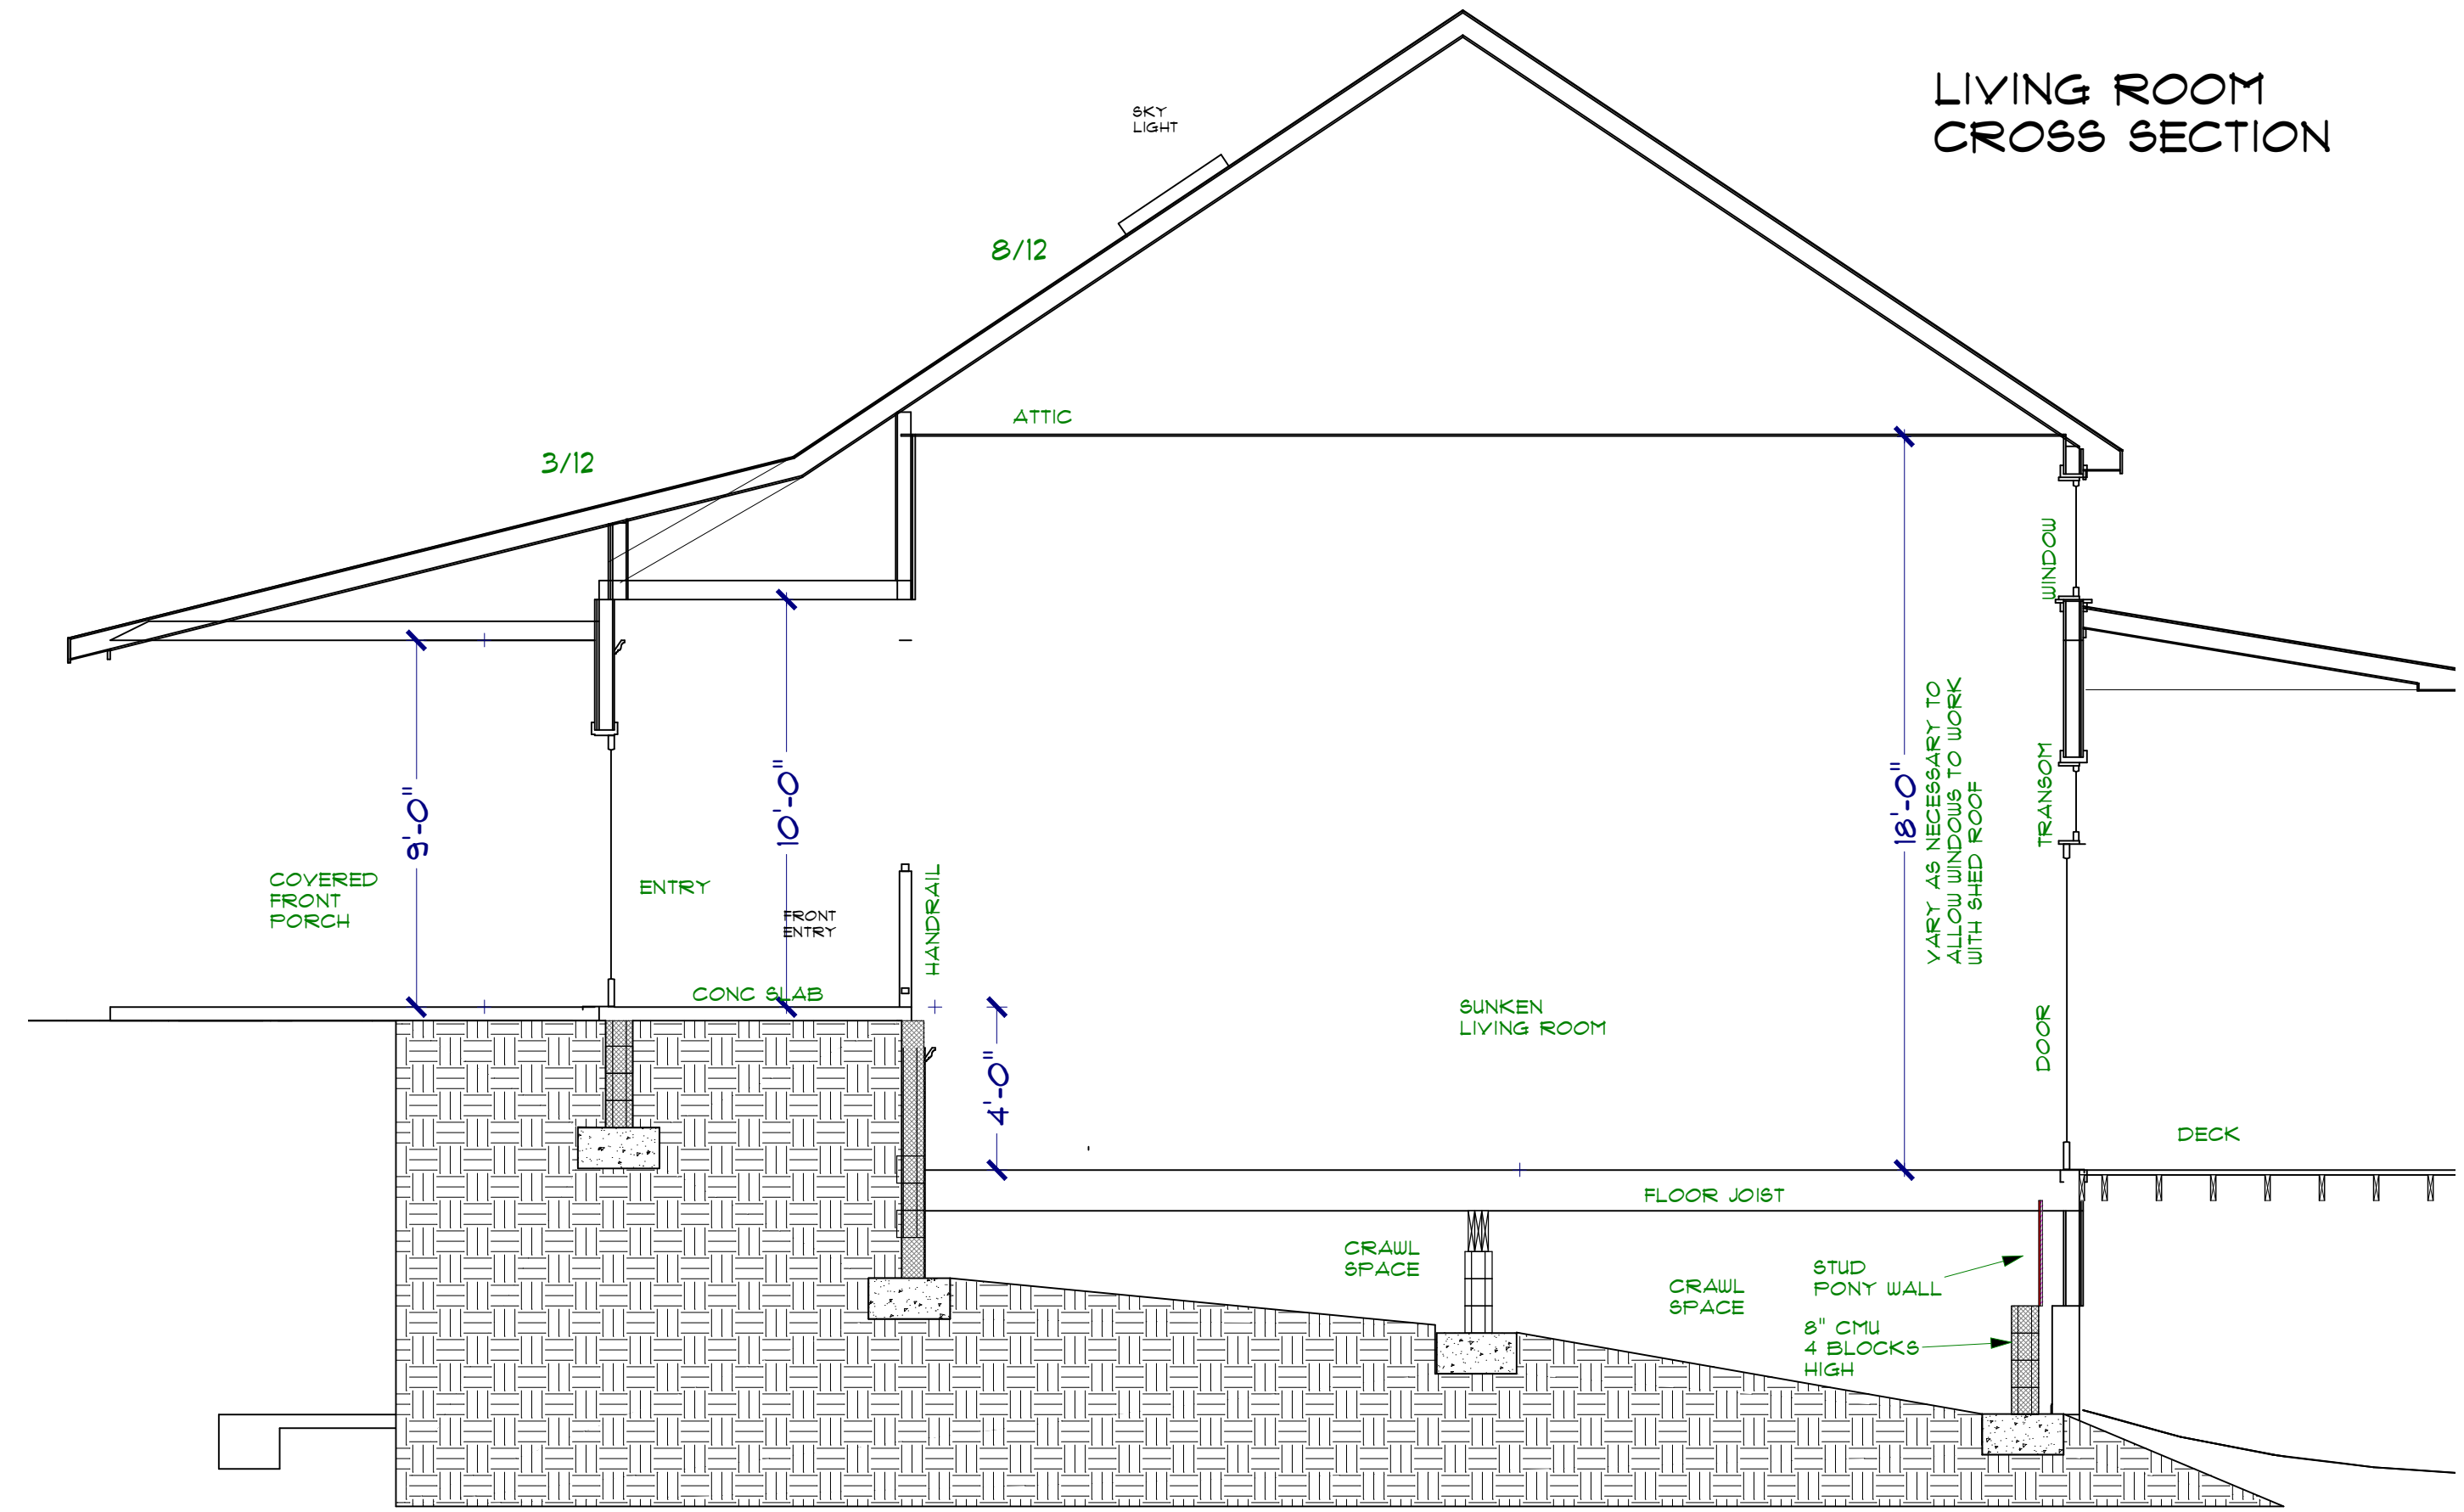 LIVING ROOM
CROSS SECTION
SKY
LIGHT
8/12
3/12
ATTIC
WINDOW
9'-0"
10'-0"
18'-0"
VARY AS NECESSARY TO
ALLOW WINDOWS TO WORK
WITH SHED ROOF
TRANSOM
COVERED
FRONT
PORCH
ENTRY
FRONT
ENTRY
HANDRAIL
CONC SLAB
4'-0"
SUNKEN
LIVING ROOM
DOOR
DECK
FLOOR JOIST
CRAWL
SPACE
CRAWL
SPACE
STUD
PONY WALL
8" CMU
4 BLOCKS
HIGH